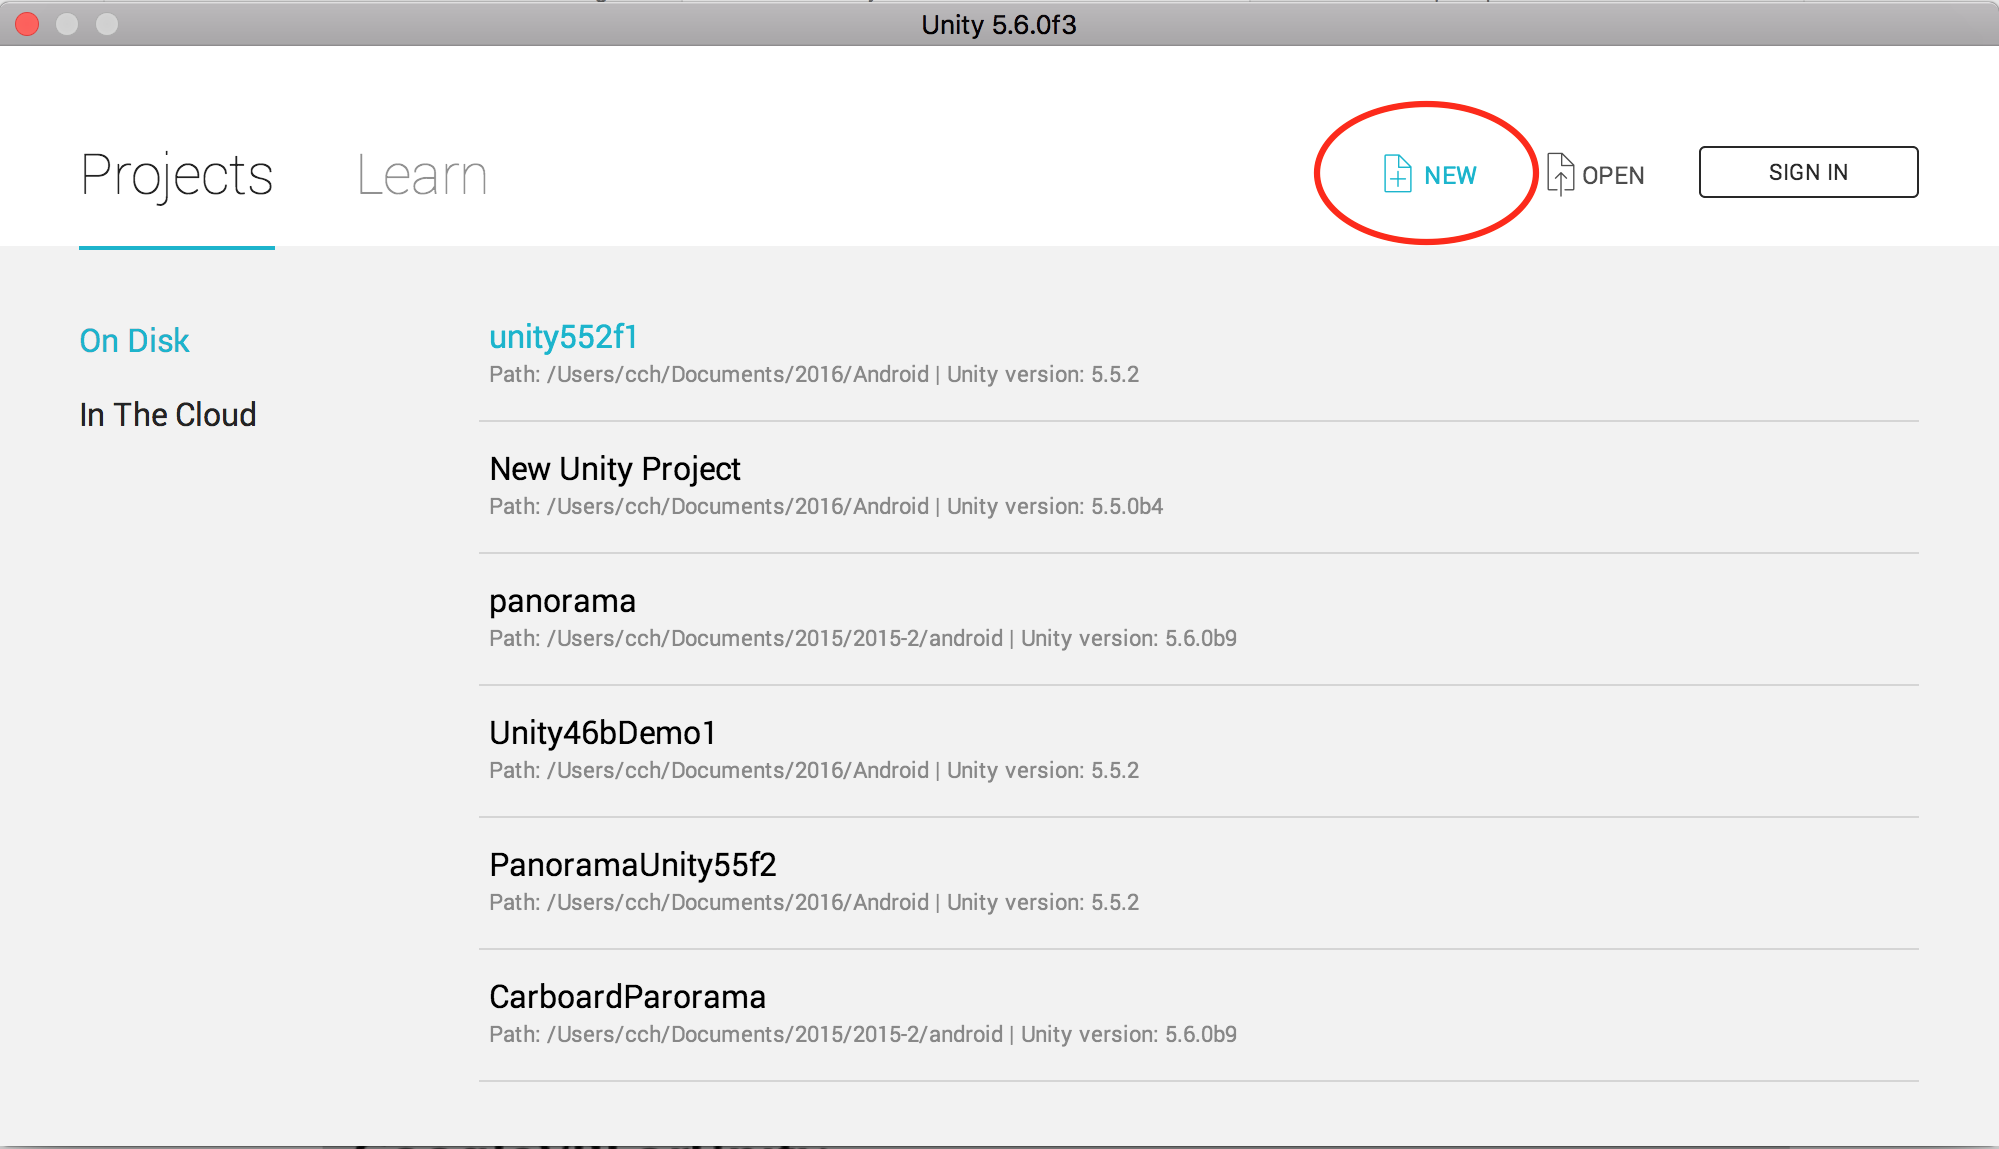 Unity 5.6.0f3
Projects
Learn
NEW
OPEN
SIGN IN
On Disk
In The Cloud
unity552f1
Path: /Users/cch/Documents/2016/Android | Unity version: 5.5.2
New Unity Project
Path: /Users/cch/Documents/2016/Android | Unity version: 5.5.0b4
panorama
Path: /Users/cch/Documents/2015/2015-2/android | Unity version: 5.6.0b9
Unity46bDemo1
Path: /Users/cch/Documents/2016/Android | Unity version: 5.5.2
PanoramaUnity55f2
Path: /Users/cch/Documents/2016/Android | Unity version: 5.5.2
CarboardParorama
Path: /Users/cch/Documents/2015/2015-2/android | Unity version: 5.6.0b9